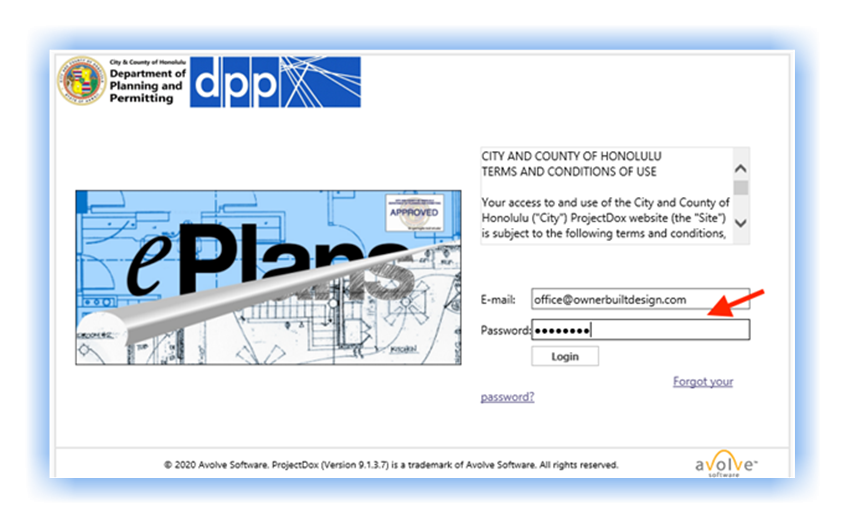 City & County of Honolulu
Department of
Planning and
Permitting
dpp
CITY AND COUNTY OF HONOLULU
TERMS AND CONDITIONS OF USE
Your access to and use of the City and County of
Honolulu ("City") ProjectDox website (the "Site")
is subject to the following terms and conditions,
APPROVED
ePlans
KITCHEN
E-mail: office@ownerbuiltdesign.com
Password: ••••••••
Login
Forgot your
password?
© 2020 Avolve Software. ProjectDox (Version 9.1.3.7) is a trademark of Avolve Software. All rights reserved.
avolve
software